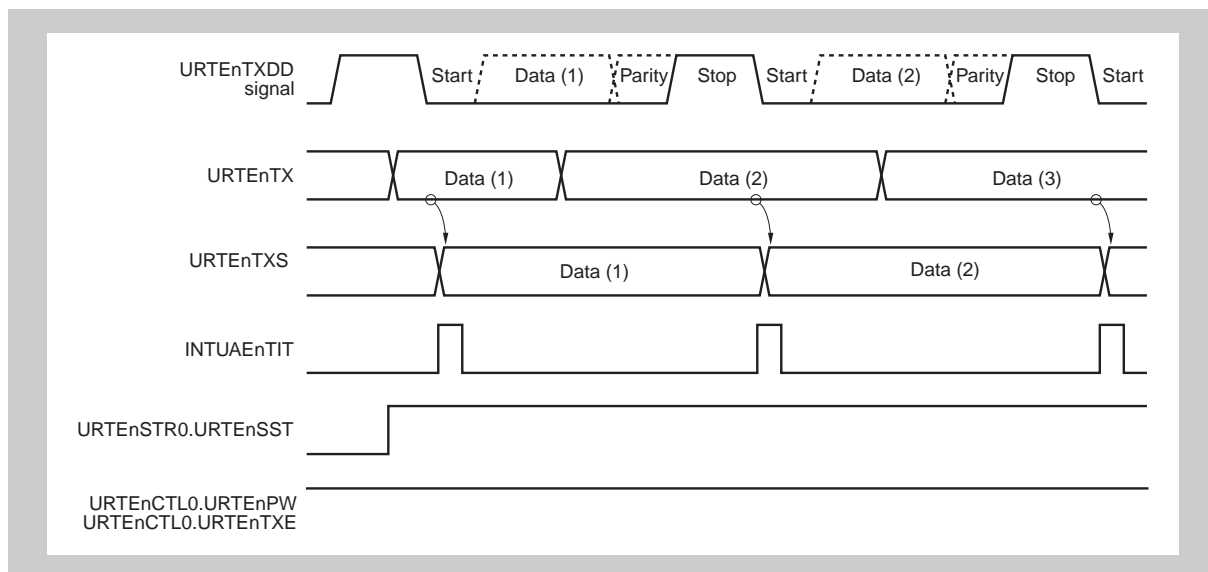 URTEnTXDD
signal
Start Data (1) Parity Stop Start Data (2) Parity Stop Start
URTEnTX
Data (1) Data (2) Data (3)
URTEnTXS
Data (1) Data (2)
INTUAEnTIT
URTEnSTR0.URTEnSST
URTEnCTL0.URTEnPW
URTEnCTL0.URTEnTXE